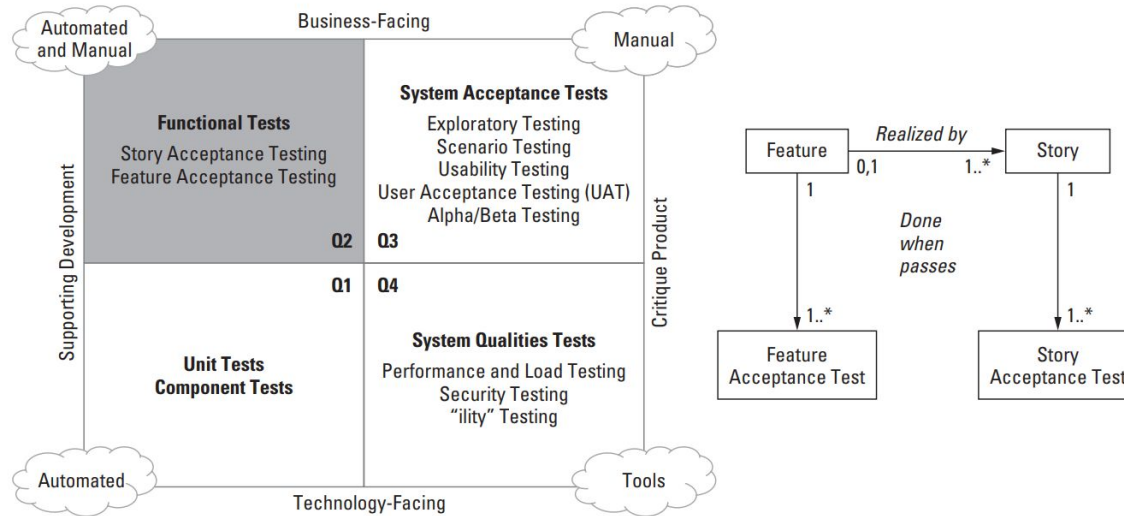 Automated
and Manual
Business-Facing
Manual
Functional Tests
Story Acceptance Testing
Feature Acceptance Testing
Q2
System Acceptance Tests
Exploratory Testing
Scenario Testing
Usability Testing
User Acceptance Testing (UAT)
Alpha/Beta Testing
Q3
Supporting Development
Critique Product
Q1
Unit Tests
Component Tests
Q4
System Qualities Tests
Performance and Load Testing
Security Testing
“ility” Testing
Automated
Technology-Facing
Tools
Feature
Realized by
0,1
1..*
Story
1
1
Done
when
passes
1..*
1..*
Feature
Acceptance Test
Story
Acceptance Test